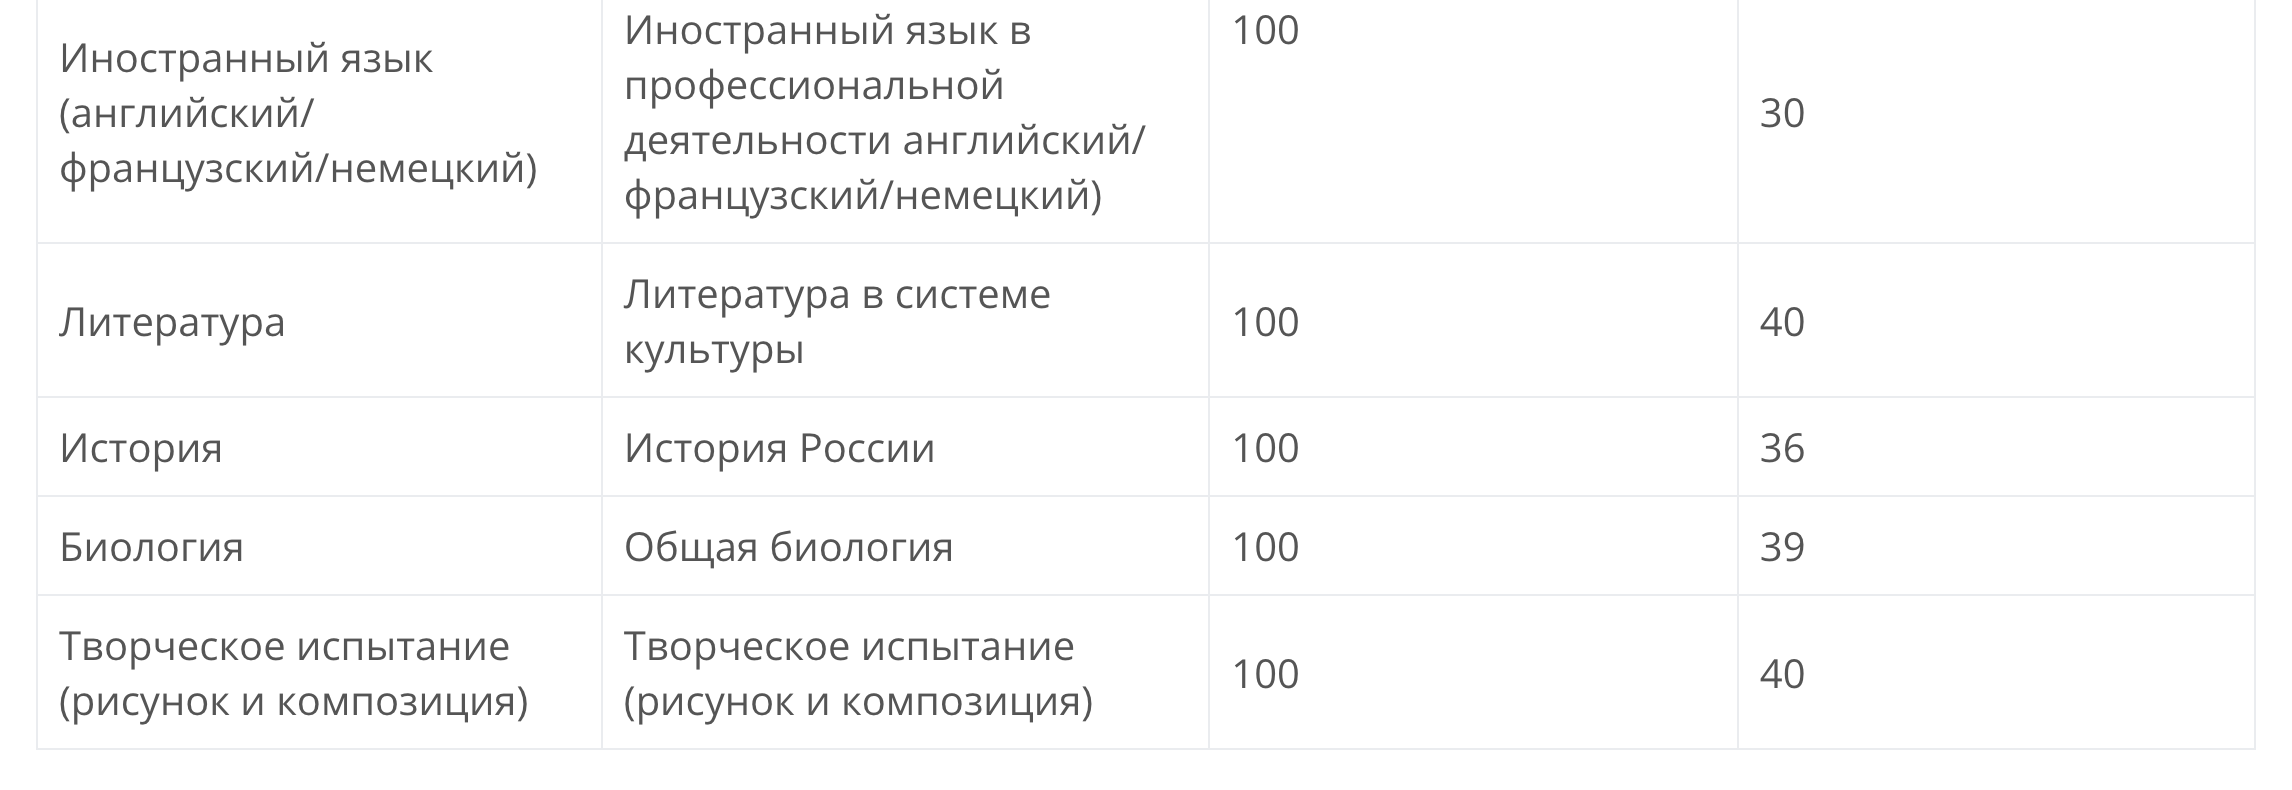 Иностранный язык
(английский/
французский/немецкий)
Иностранный язык в
профессиональной
деятельности английский/
французский/немецкий)
100
30
Литература
Литература в системе
культуры
100
40
История
История России
100
36
Биология
Общая биология
100
39
Творческое испытание
(рисунок и композиция)
Творческое испытание
(рисунок и композиция)
100
40